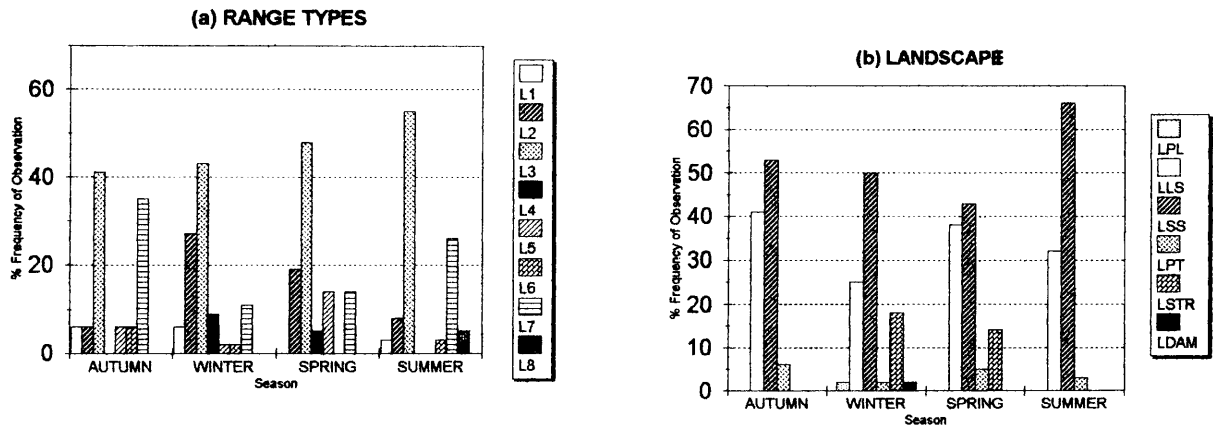 (a) RANGE TYPES
% Frequency of Observation
60
40
20
0
AUTUMN WINTER SPRING SUMMER
Season
L1
L2
L3
L4
L5
L6
L7
L8
(b) LANDSCAPE
% Frequency of Observation
70
60
50
40
30
20
10
0
AUTUMN WINTER SPRING SUMMER
Season
LPL
LLS
LSS
LPT
LSTR
LDAM